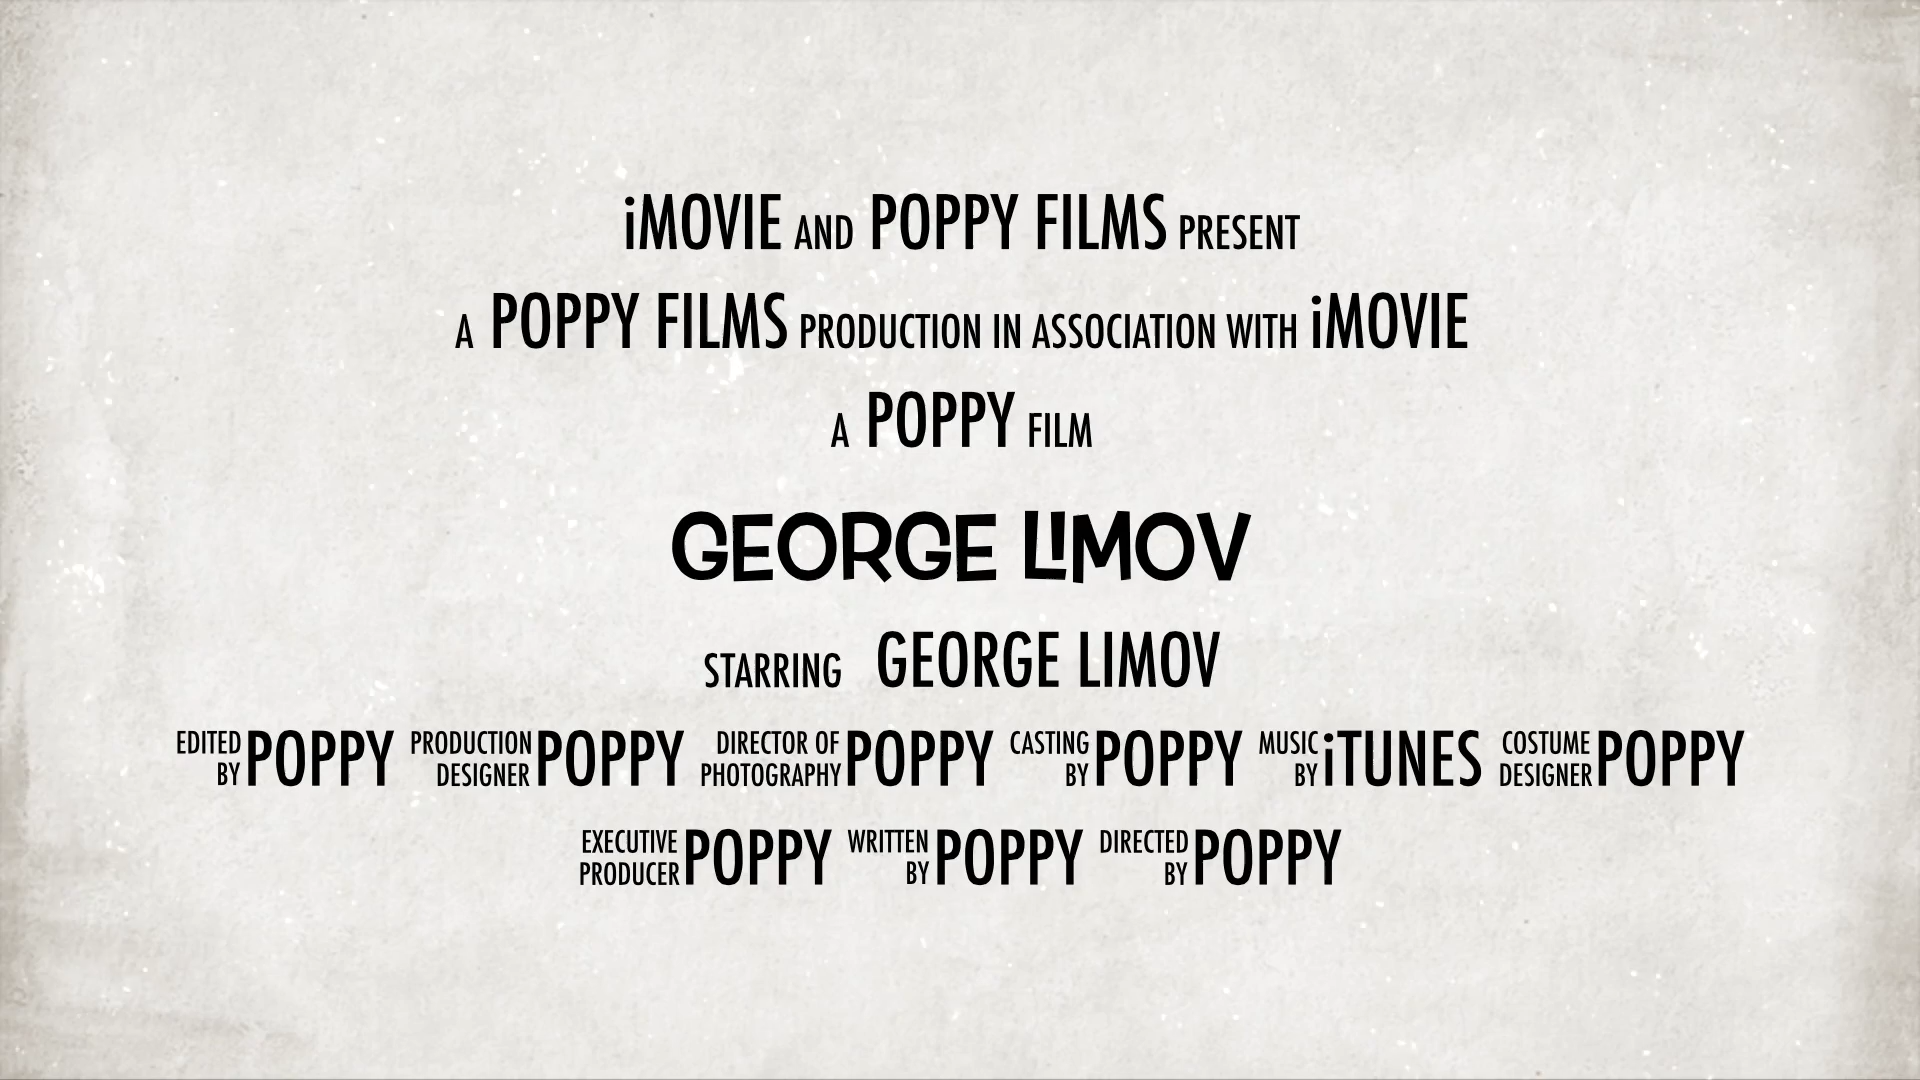 iMOVIE AND POPPY FILMS PRESENT
A POPPY FILMS PRODUCTION IN ASSOCIATION WITH iMOVIE
A POPPY FILM
GEORGE LIMOV
STARRING GEORGE LIMOV
EDITED BY POPPY PRODUCTION DESIGNER POPPY DIRECTOR OF PHOTOGRAPHY POPPY CASTING BY POPPY MUSIC BY iTUNES COSTUME DESIGNER POPPY
EXECUTIVE PRODUCER POPPY WRITTEN BY POPPY DIRECTED BY POPPY